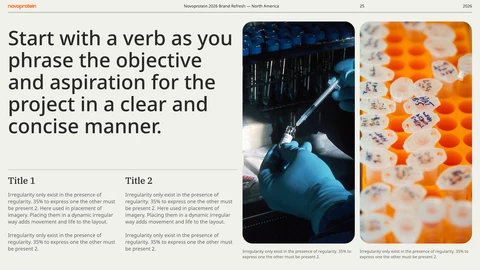 novoprotein
Novoprotein 2026 Brand Refresh — North America
25
2026
Start with a verb as you
phrase the objective
and aspiration for the
project in a clear and
concise manner.
Title 1
Irregularity only exist in the presence of
regularity. 35% to express one the other must
be present 2. Here used in placement of
imagery. Placing them in a dynamic irregular
way adds movement and life to the layout.
Irregularity only exist in the presence of
regularity. 35% to express one the other must
be present 2.
Title 2
Irregularity only exist in the presence of
regularity. 35% to express one the other must
be present 2. Here used in placement of
imagery. Placing them in a dynamic irregular
way adds movement and life to the layout.
Irregularity only exist in the presence of
regularity. 35% to express one the other must
be present 2.
Irregularity only exist in the presence of regularity. 35% to
express one the other must be present 2.
Irregularity only exist in the presence of regularity. 35% to
express one the other must be present 2.